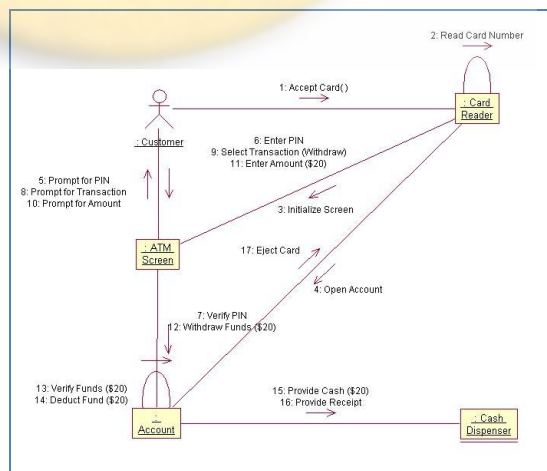 2: Read Card Number
1: Accept Card( )
: Card
Reader
: Customer
6: Enter PIN
9: Select Transaction (Withdraw)
11: Enter Amount ($20)
5: Prompt for PIN
8: Prompt for Transaction
10: Prompt for Amount
3: Initialize Screen
: ATM
Screen
17: Eject Card
4: Open Account
7: Verify PIN
12: Withdraw Funds ($20)
13: Verify Funds ($20)
14: Deduct Fund ($20)
:
Account
15: Provide Cash ($20)
16: Provide Receipt
: Cash
Dispenser